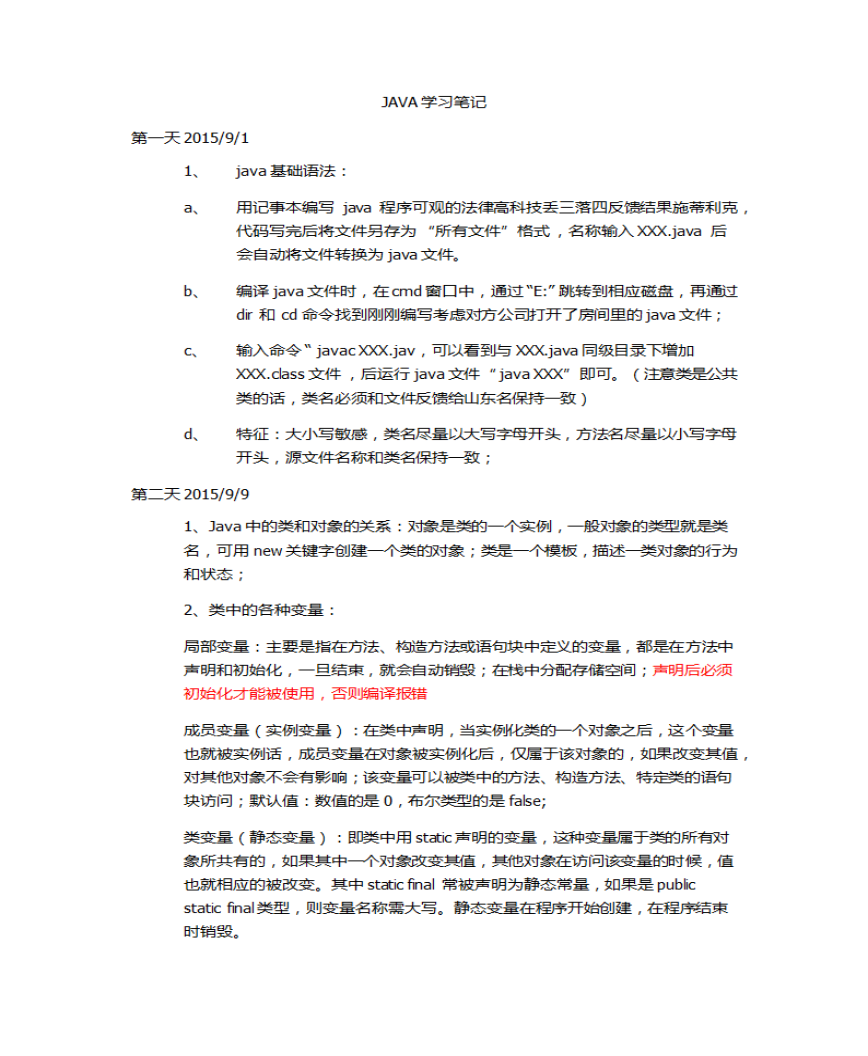 JAVA 学习笔记
第一天 2015/9/1
1、 java 基础语法：
a、 用记事本编写 java 程序可观的法律高科技丢三落四反馈结果施蒂利克，
代码写完后将文件另存为 “所有文件” 格式 ，名称输入 XXX.java 后
会自动将文件转换为 java 文件。
b、 编译 java 文件时，在 cmd 窗口中，通过 “E:” 跳转到相应磁盘，再通过
dir 和 cd 命令找到刚刚编写考虑对方公司打开了房间里的 java 文件；
c、 输入命令 “ javac XXX.jav，可以看到与 XXX.java 同级目录下增加
XXX.class 文件 ，后运行 java 文件 “ java XXX” 即可。（注意类是公共
类的话，类名必须和文件反馈给山东名保持一致）
d、 特征：大小写敏感，类名尽量以大写字母开头，方法名尽量以小写字母
开头，源文件名称和类名保持一致；
第二天 2015/9/9
1、Java 中的类和对象的关系：对象是类的一个实例，一般对象的类型就是类
名，可用 new 关键字创建一个类的对象；类是一个模板，描述一类对象的行为
和状态；
2、类中的各种变量：
局部变量：主要是指在方法、构造方法或语句块中定义的变量，都是在方法中
声明和初始化，一旦结束，就会自动销毁；在栈中分配存储空间；声明后必须
初始化才能被使用，否则编译报错
成员变量（实例变量）：在类中声明，当实例化类的一个对象之后，这个变量
也就被实例话，成员变量在对象被实例化后，仅属于该对象的，如果改变其值，
对其他对象不会有影响；该变量可以被类中的方法、构造方法、特定类的语句
块访问；默认值：数值的是 0，布尔类型的是 false;
类变量（静态变量）：即类中用 static 声明的变量，这种变量属于类的所有对
象所共有的，如果其中一个对象改变其值，其他对象在访问该变量的时候，值
也就相应的被改变。其中 static final 常被声明为静态常量，如果是 public
static final 类型，则变量名称需大写。静态变量在程序开始创建，在程序结束
时销毁。